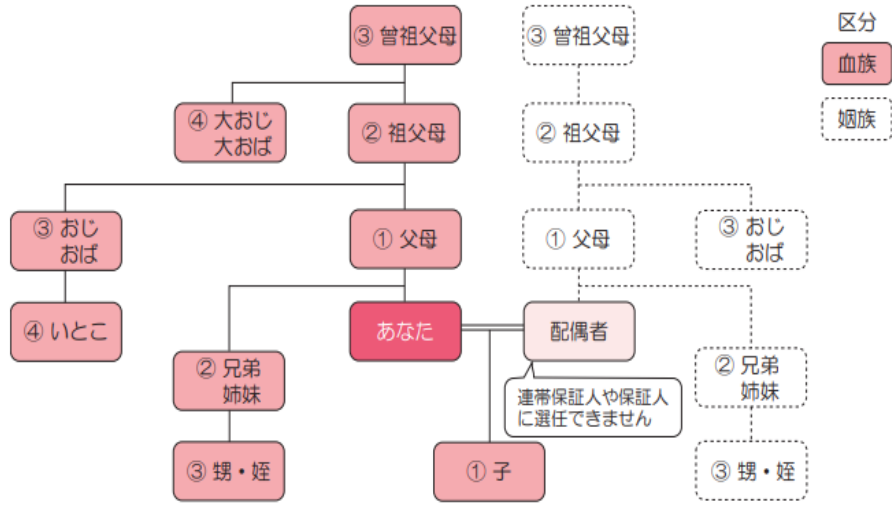 ③ 曾祖父母
③ 曾祖父母
区分
血族
姻族
④ 大おじ
大おば
② 祖父母
② 祖父母
③ おじ
おば
① 父母
① 父母
③ おじ
おば
④ いとこ
あなた
配偶者
② 兄弟
姉妹
連帯保証人や保証人
に選任できません
② 兄弟
姉妹
③ 甥・姪
① 子
③ 甥・姪